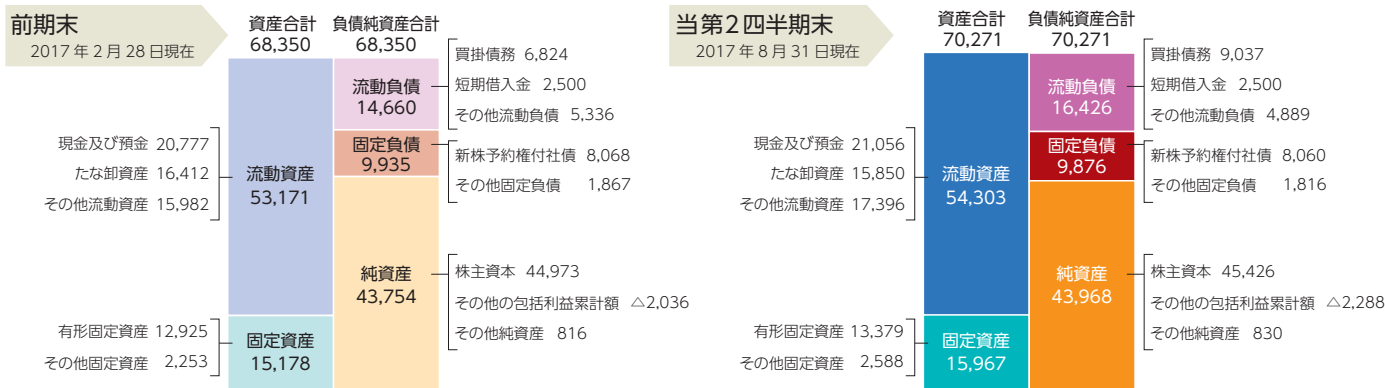 前期末
2017年2月28日現在
資産合計
68,350
負債純資産合計
68,350
現金及び預金 20,777
たな卸資産 16,412
その他流動資産 15,982
流動資産
53,171
有形固定資産 12,925
その他固定資産 2,253
固定資産
15,178
流動負債
14,660
買掛債務 6,824
短期借入金 2,500
その他流動負債 5,336
固定負債
9,935
新株予約権付社債 8,068
その他固定負債 1,867
純資産
43,754
株主資本 44,973
その他の包括利益累計額 △2,036
その他純資産 816
当第2四半期末
2017年8月31日現在
資産合計
70,271
負債純資産合計
70,271
現金及び預金 21,056
たな卸資産 15,850
その他流動資産 17,396
流動資産
54,303
有形固定資産 13,379
その他固定資産 2,588
固定資産
15,967
流動負債
16,426
買掛債務 9,037
短期借入金 2,500
その他流動負債 4,889
固定負債
9,876
新株予約権付社債 8,060
その他固定負債 1,816
純資産
43,968
株主資本 45,426
その他の包括利益累計額 △2,288
その他純資産 830